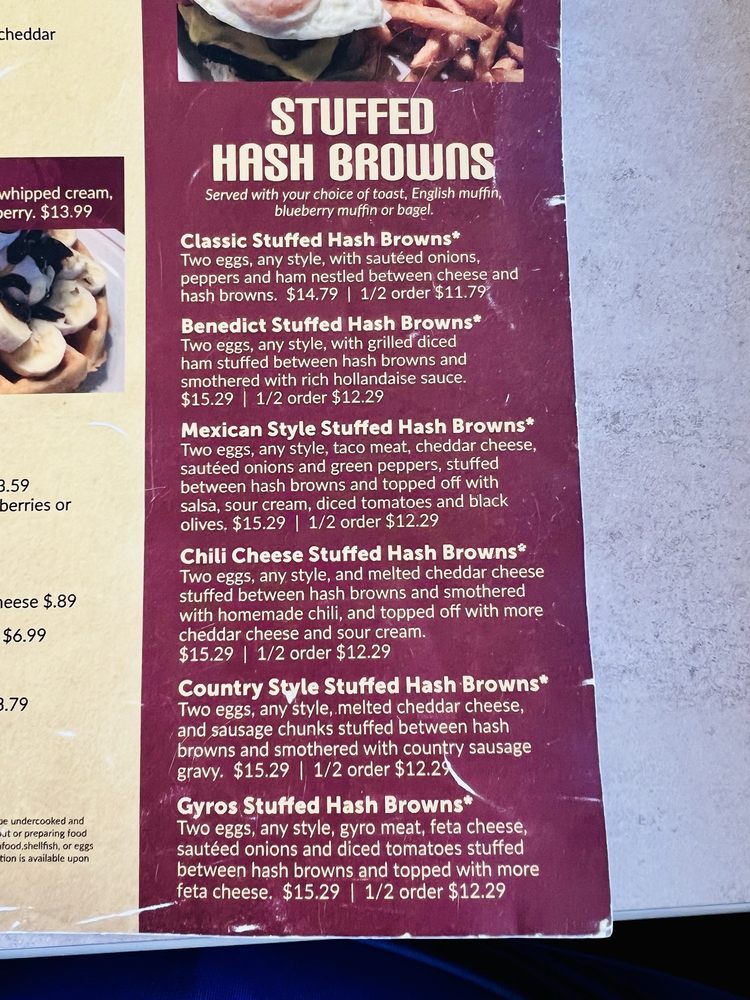 cheddar
whipped cream,
$13.99
3.59
berries or
$.89
$6.99
3.79
be undercooked and
or preparing food
shellfish, or eggs
is available upon
STUFFED
HASH BROWNS
Served with your choice of toast, English muffin,
blueberry muffin or bagel.
Classic Stuffed Hash Browns*
Two eggs, any style, with sautéed onions,
peppers and ham nestled between cheese and
hash browns. $14.79 | 1/2 order $11.79
Benedict Stuffed Hash Browns*
Two eggs, any style, with grilled diced
ham stuffed between hash browns and
smothered with rich hollandaise sauce.
$15.29 | 1/2 order $12.29
Mexican Style Stuffed Hash Browns*
Two eggs, any style, taco meat, cheddar cheese,
sautéed onions and green peppers, stuffed
between hash browns and topped off with
salsa, sour cream, diced tomatoes and black
olives. $15.29 | 1/2 order $12.29
Chili Cheese Stuffed Hash Browns*
Two eggs, any style, and melted cheddar cheese
stuffed between hash browns and smothered
with homemade chili, and topped off with more
cheddar cheese and sour cream.
$15.29 | 1/2 order $12.29
Country Style Stuffed Hash Browns*
Two eggs, any style, melted cheddar cheese,
and sausage chunks stuffed between hash
browns and smothered with country sausage
gravy. $15.29 | 1/2 order $12.29
Gyros Stuffed Hash Browns*
Two eggs, any style, gyro meat, feta cheese,
sautéed onions and diced tomatoes stuffed
between hash browns and topped with more
feta cheese. $15.29 | 1/2 order $12.29